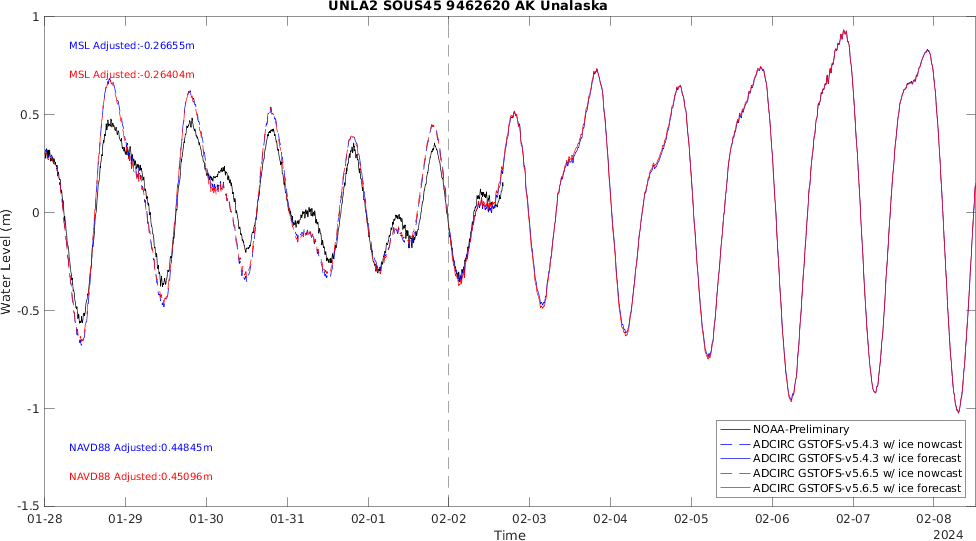 UNLA2 SOUS45 9462620 AK Unalaska
1
MSL Adjusted:-0.26655m
MSL Adjusted:-0.26404m
0.5
0
Water Level (m)
-0.5
-1
NAVD88 Adjusted:0.44845m
NAVD88 Adjusted:0.45096m
-1.5
NOAA-Preliminary
ADCIRC GSTOFS-v5.4.3 w/ ice nowcast
ADCIRC GSTOFS-v5.4.3 w/ ice forecast
ADCIRC GSTOFS-v5.6.5 w/ ice nowcast
ADCIRC GSTOFS-v5.6.5 w/ ice forecast
01-28 01-29 01-30 01-31 02-01 02-02 02-03 02-04 02-05 02-06 02-07 02-08
Time
2024